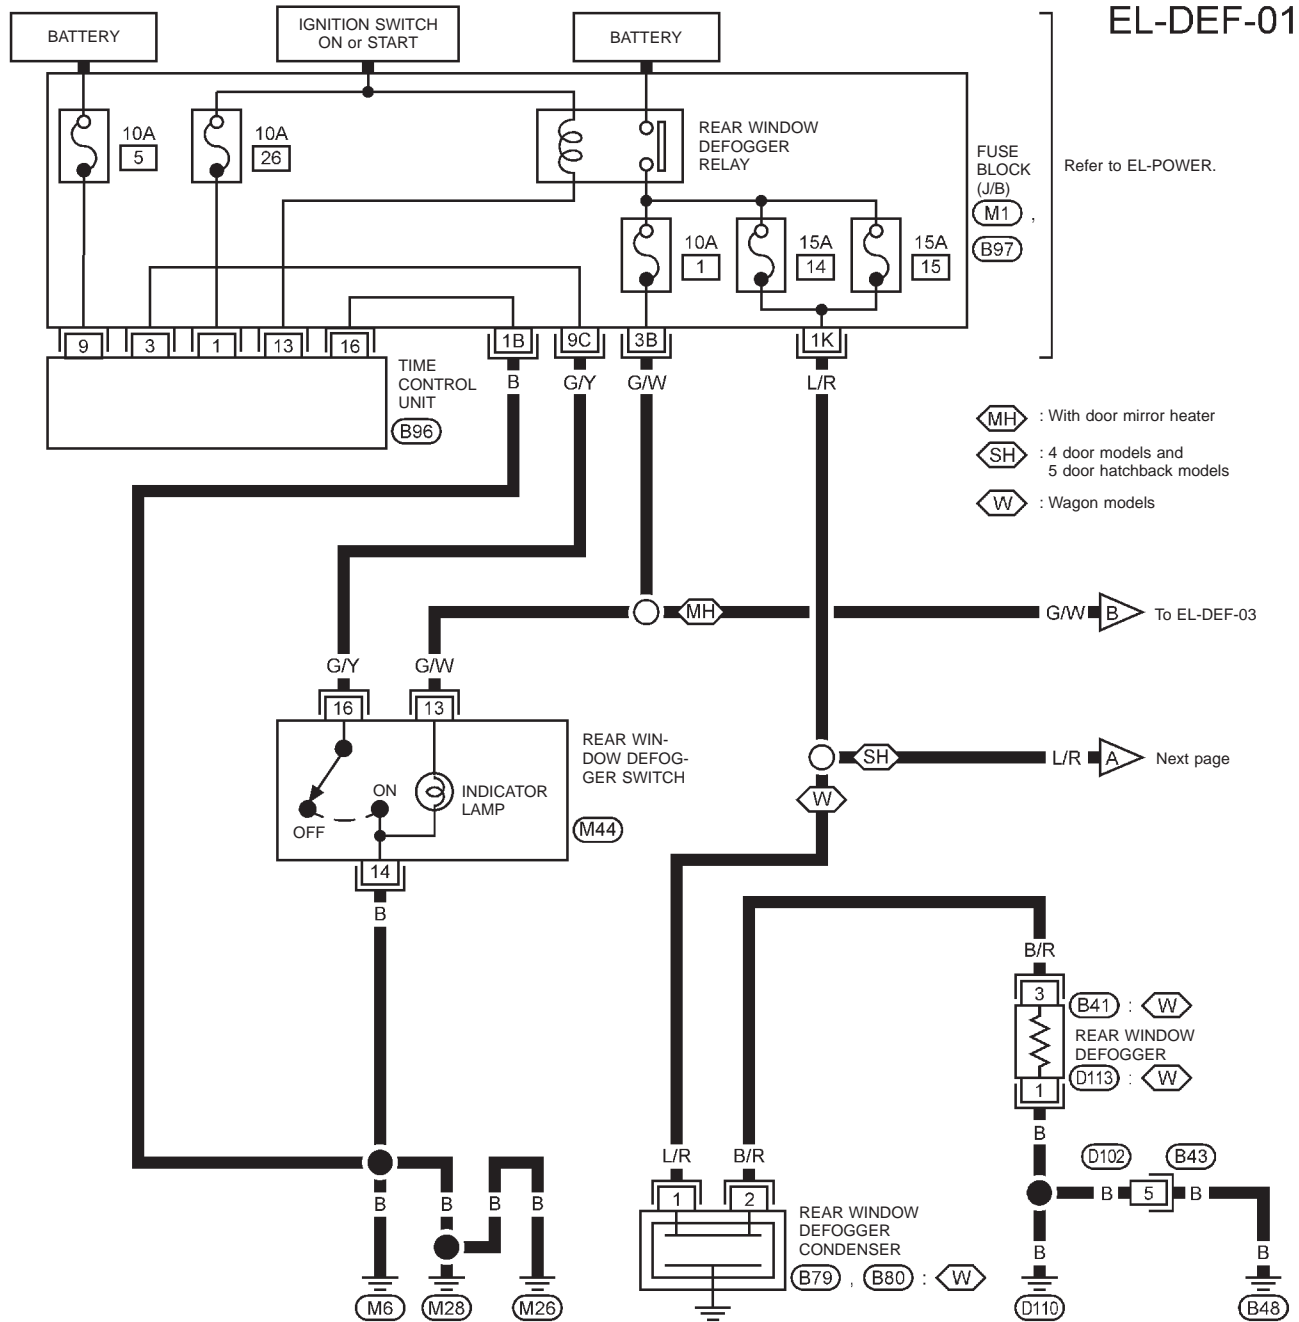 EL-DEF-01
BATTERY
IGNITION SWITCH
ON or START
BATTERY
10A
5
10A
26
REAR WINDOW
DEFOGGER
RELAY
FUSE
BLOCK
(J/B)
M1 ,
B97
Refer to EL-POWER.
10A
1
15A
14
15A
15
9
3
1
13
16
1B
9C
3B
1K
TIME
CONTROL
UNIT
B96
B
G/Y
G/W
L/R
MH : With door mirror heater
SH : 4 door models and
5 door hatchback models
W : Wagon models
MH
G/W
B
To EL-DEF-03
G/Y
G/W
16
13
REAR WIN-
DOW DEFOG-
GER SWITCH
M44
OFF
ON
INDICATOR
LAMP
14
B
SH
L/R
A
Next page
W
B/R
3
B41 : W
REAR WINDOW
DEFOGGER
D113 : W
1
B
L/R
B/R
1
2
REAR WINDOW
DEFOGGER
CONDENSER
B79 , B80 : W
D102
B43
B
5
B
B
B
B
B
B
B
M6
M28
M26
D110
B48